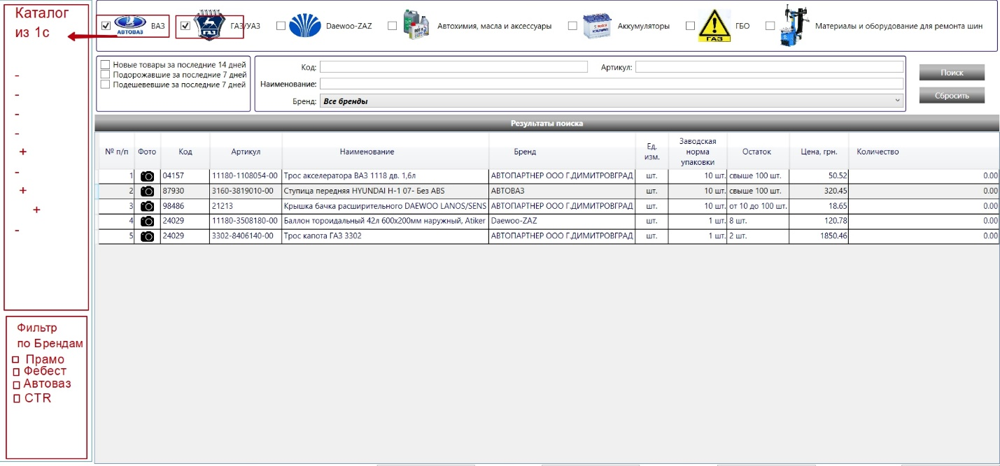 Каталог
из 1с
-
-
-
-
+
-
+
+
-
Фильтр
по Брендам
Прамо
Фебест
Автоваз
CTR
АВТОВАЗ ВАЗ
ГАЗ ГАЗ/УАЗ
Daewoo-ZAZ
Автохимия, масла и аксессуары
Аккумуляторы
ГАЗ ГБО
Материалы и оборудование для ремонта шин
Новые товары за последние 14 дней
Подорожавшие за последние 7 дней
Подешевевшие за последние 7 дней
Код:
Артикул:
Наименование:
Бренд: Все бренды
Поиск
Сбросить
Результаты поиска
№ п/п Фото Код Артикул Наименование Бренд Ед. изм. Заводская норма упаковки Остаток Цена, грн. Количество
1 04157 11180-1108054-00 Трос акселератора ВАЗ 1118 дв. 1,6л АВТОПАРТНЕР ООО Г.ДИМИТРОВГРАД шт. 10 шт. свыше 100 шт. 50.52 0.00
2 87930 3160-3819010-00 Ступица передняя HYUNDAI H-1 07- Без ABS АВТОВАЗ шт. 10 шт. свыше 100 шт. 320.45 0.00
3 98486 21213 Крышка бачка расширительного DAEWOO LANOS/SENS АВТОПАРТНЕР ООО Г.ДИМИТРОВГРАД шт. 10 шт. от 10 до 100 шт. 18.65 0.00
4 24029 11180-3508180-00 Баллон тороидальный 42л 600х200мм наружный, Atiker Daewoo-ZAZ шт. 1 шт. 8 шт. 120.78 0.00
5 24029 3302-8406140-00 Трос капота ГАЗ 3302 АВТОПАРТНЕР ООО Г.ДИМИТРОВГРАД шт. 1 шт. 2 шт. 1850.46 0.00